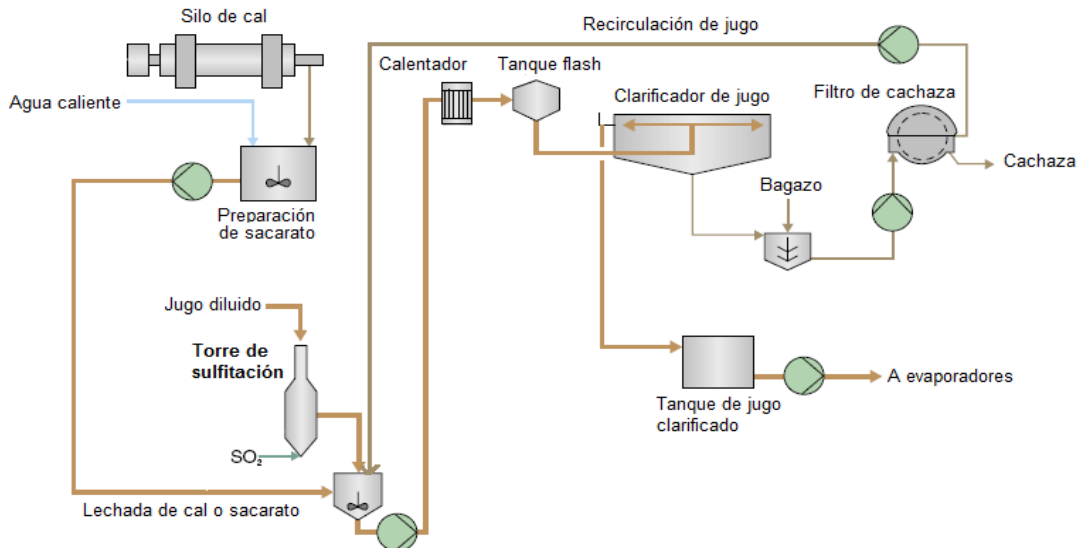 Silo de cal
Recirculación de jugo
Calentador
Tanque flash
Clarificador de jugo
Filtro de cachaza
Agua caliente
Cachaza
Bagazo
Preparación
de sacarato
Jugo diluido
Torre de
sulfitación
A evaporadores
Tanque de jugo
clarificado
SO₂
Lechada de cal o sacarato